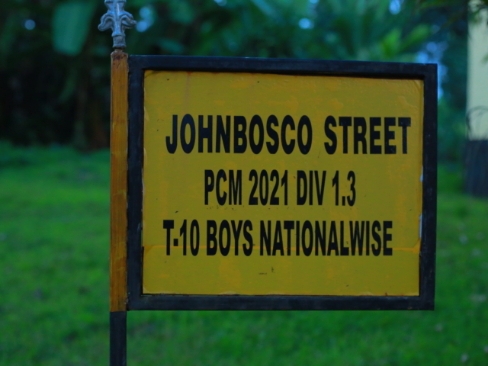 JOHNBOSCO STREET
PCM 2021 DIV 1.3
T-10 BOYS NATIONALWISE